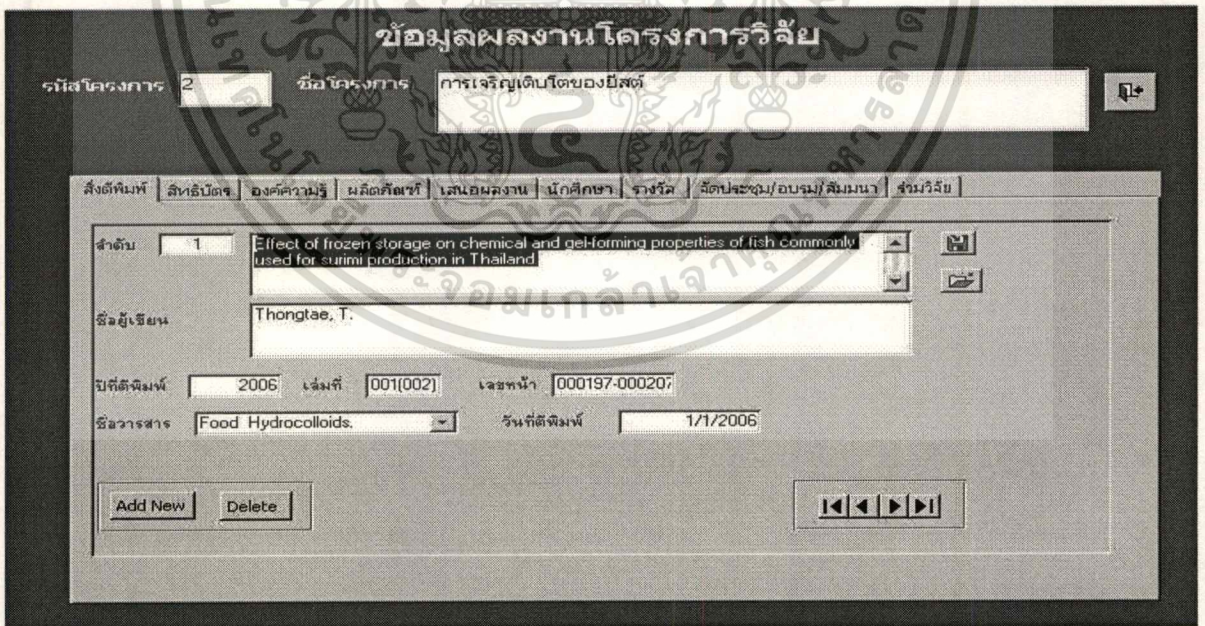 ข้อมูลผลงานโครงการวิจัย
รหัสโครงการ 2 ชื่อโครงการ การเจริญเติบโตของยีสต์
สิ่งตีพิมพ์ สิทธิบัตร องค์ความรู้ ผลิตภัณฑ์ เสนอผลงาน นักศึกษา รางวัล จัดประชุม/อบรม/สัมมนา ร่วมวิจัย
ลำดับ 1 Effect of frozen storage on chemical and gel-forming properties of fish commonly
used for surimi production in Thailand
ชื่อผู้เขียน Thongtae, T.
ปีที่ตีพิมพ์ 2006 เล่มที่ 001(002) เลขหน้า 000197-000207
ชื่อวารสาร Food Hydrocolloids. วันที่ตีพิมพ์ 1/1/2006
Add New Delete